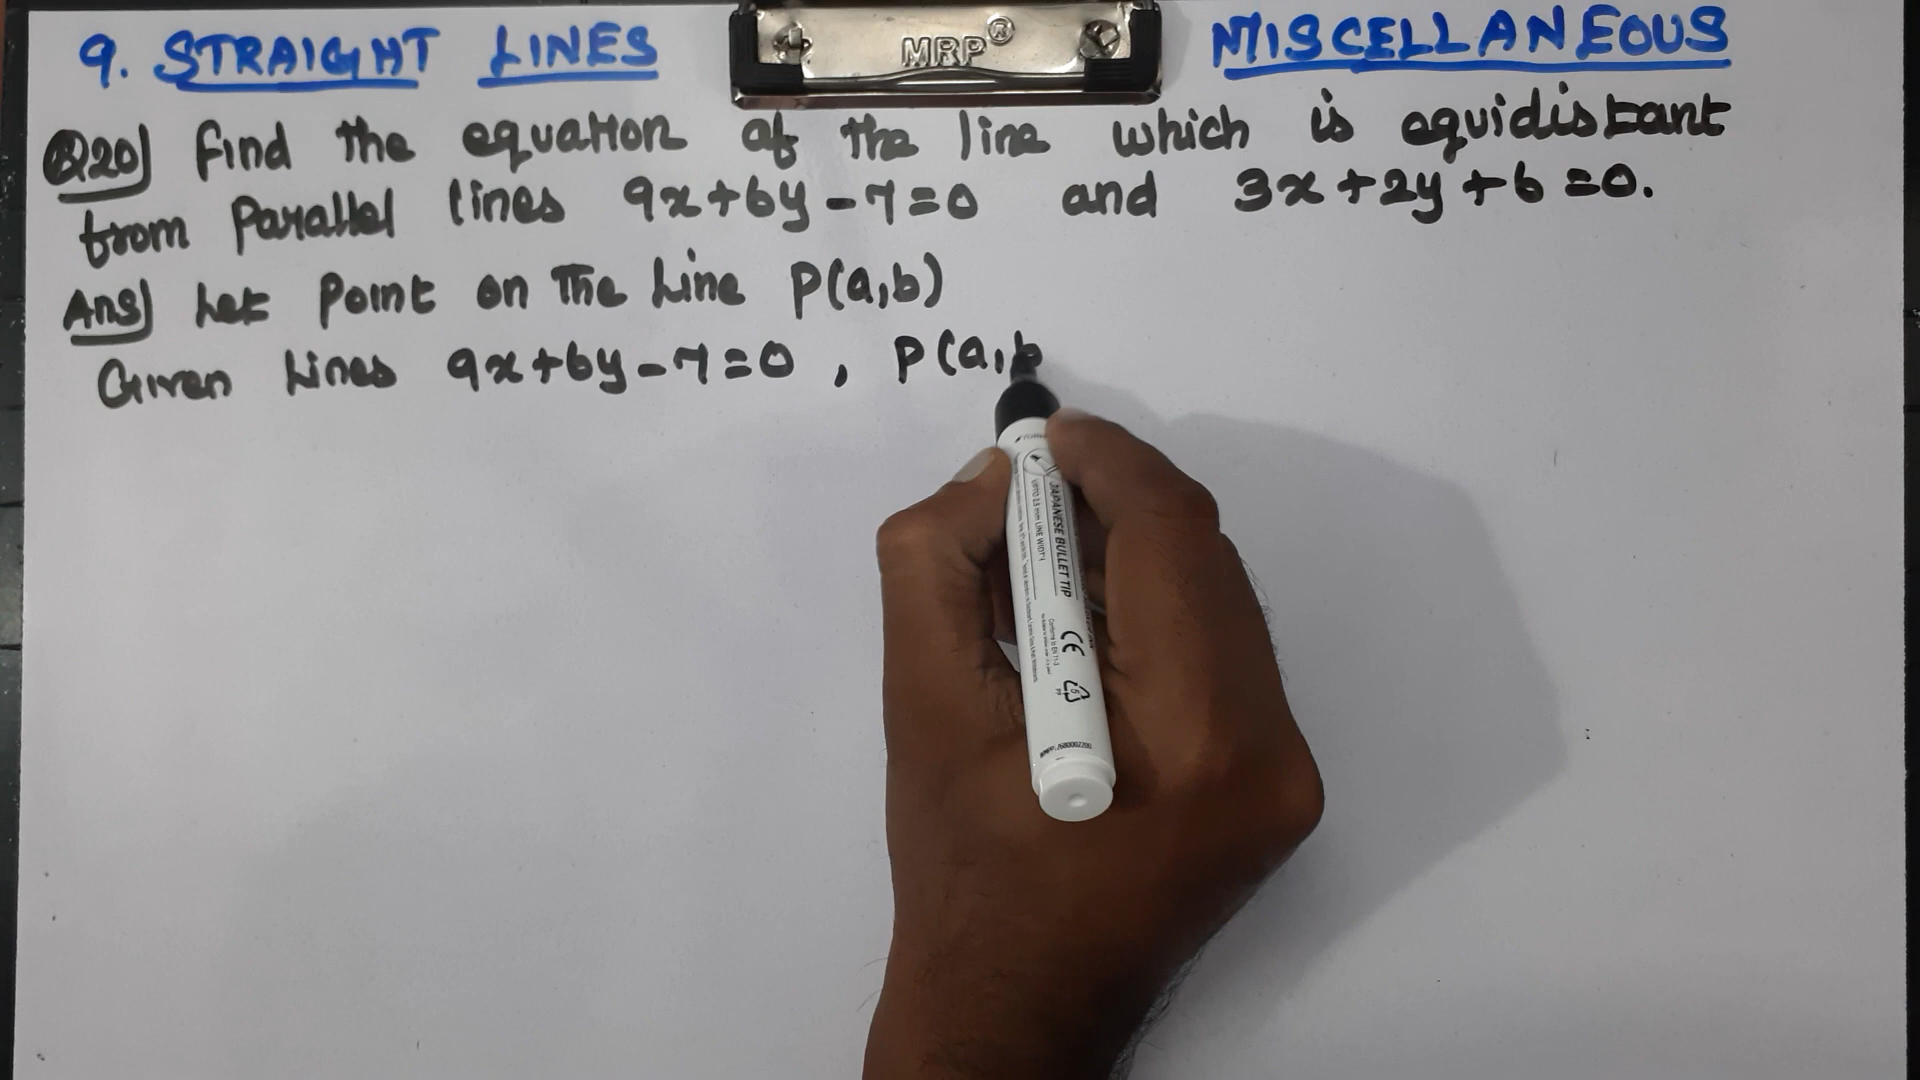 9. STRAIGHT LINES
MRP®
MISCELLANEOUS
Q20) Find the equation of the line which is equidistant
from Parallel lines 9x+6y-7=0 and 3x+2y+6=0.
Ans) Let Point on the Line P(a,b)
Given Lines 9x+6y-7=0, P(a,b
JAPANESE BULLET TIP
CE